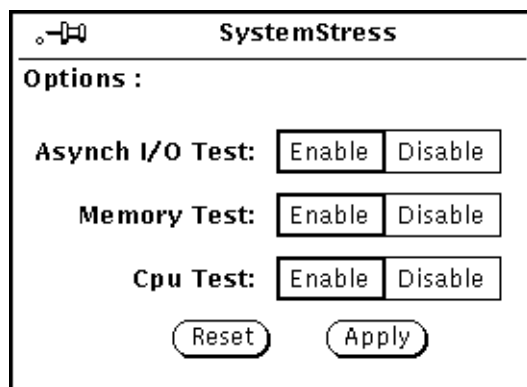 SystemStress
Options :
Asynch I/O Test: Enable Disable
Memory Test: Enable Disable
Cpu Test: Enable Disable
Reset Apply